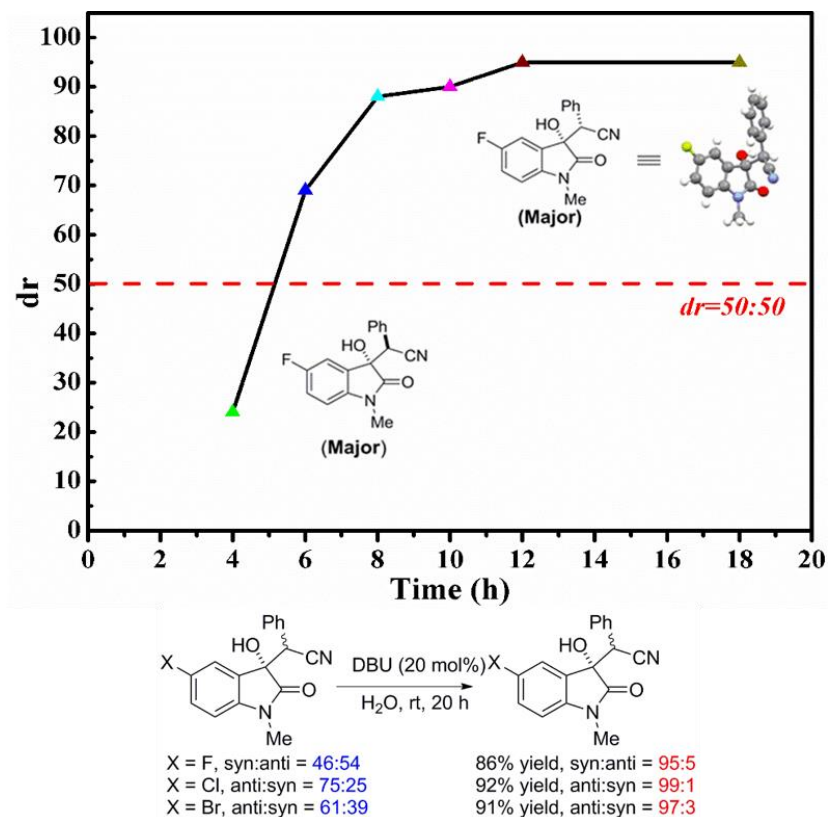 100
90
80
70
60
50
40
30
20
10
0
dr
Ph
HO
CN
F
O
N
Me
(Major)
dr=50:50
Ph
HO
CN
F
O
N
Me
(Major)
0 2 4 6 8 10 12 14 16 18 20
Time (h)
Ph
HO
CN
X
O
N
Me
DBU (20 mol%)
H₂O, rt, 20 h
Ph
HO
CN
X
O
N
Me
X = F, syn:anti = 46:54
X = Cl, anti:syn = 75:25
X = Br, anti:syn = 61:39
86% yield, syn:anti = 95:5
92% yield, anti:syn = 99:1
91% yield, anti:syn = 97:3